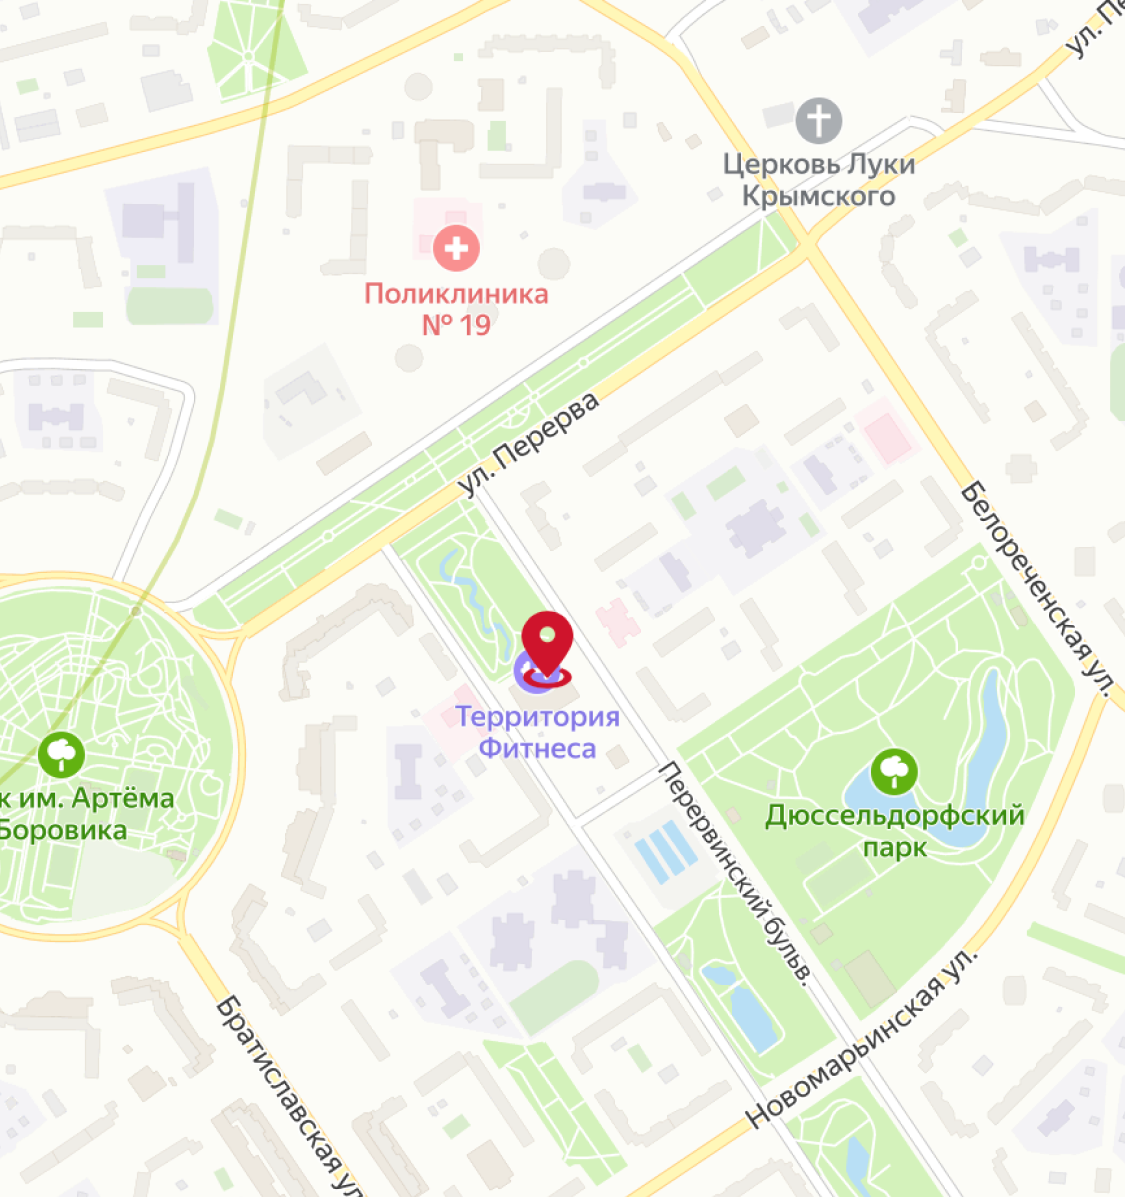 ул. Пе
Церковь Луки
Крымского
Поликлиника
№ 19
ул. Перерва
Белореченская ул.
Территория
Фитнеса
к им. Артёма
Боровика
Перервинский бульв.
Дюссельдорфский
парк
Новомарьинская ул.
Братиславская ул